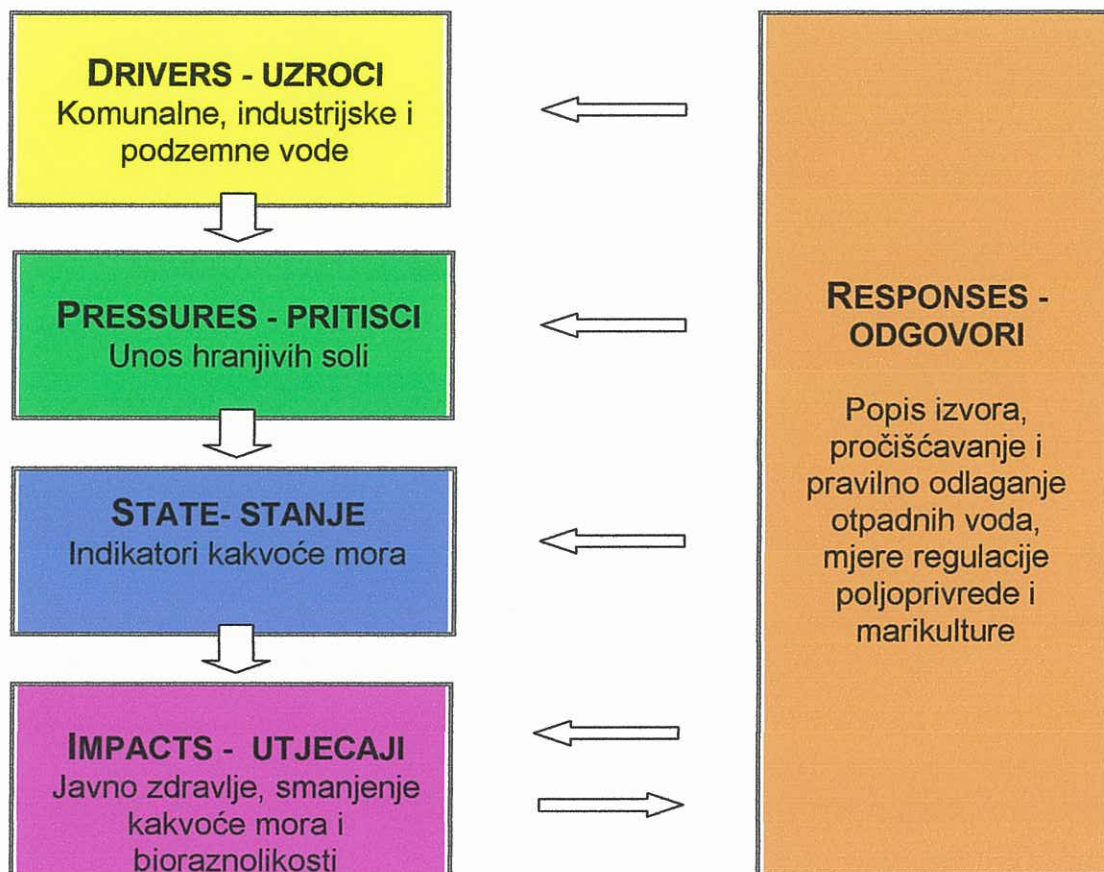 DRIVERS - UZROCI
Komunalne, industrijske i
podzemne vode
PRESSURES - PRITISCI
Unos hranjivih soli
STATE- STANJE
Indikatori kakvoće mora
IMPACTS - UTJECAJI
Javno zdravlje, smanjenje
kakvoće mora i
bioraznolikosti
RESPONSES -
ODGOVORI
Popis izvora,
pročišćavanje i
pravilno odlaganje
otpadnih voda,
mjere regulacije
poljoprivrede i
marikulture